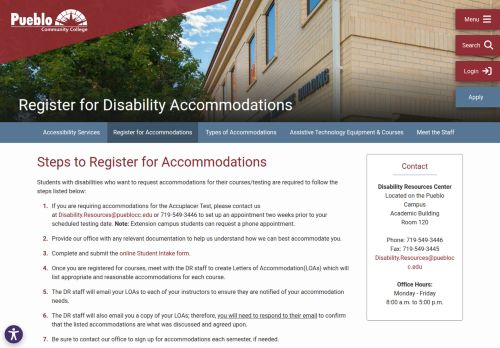 Pueblo
Community College
Menu
Search
Login
Apply
BUILDING
Register for Disability Accommodations
Accessibility Services
Register for Accommodations
Types of Accommodations
Assistive Technology Equipment & Courses
Meet the Staff
Steps to Register for Accommodations
Students with disabilities who want to request accommodations for their courses/testing are required to follow the
steps listed below:
1. If you are requiring accommodations for the Accuplacer Test, please contact us
at Disability.Resources@pueblocc.edu or 719-549-3446 to set up an appointment two weeks prior to your
scheduled testing date. Note: Extension campus students can request a phone appointment.
2. Provide our office with any relevant documentation to help us understand how we can best accommodate you.
3. Complete and submit the online Student Intake form.
4. Once you are registered for courses, meet with the DR staff to create Letters of Accommodation(LOAs) which will
list appropriate and reasonable accommodations for each course.
5. The DR staff will email your LOAs to each of your instructors to ensure they are notified of your accommodation
needs.
6. The DR staff will also email you a copy of your LOAs; therefore, you will need to respond to their email to confirm
that the listed accommodations are what was discussed and agreed upon.
7. Be sure to contact our office to sign up for accommodations each semester, if needed.
Contact
Disability Resources Center
Located on the Pueblo
Campus
Academic Building
Room 120
Phone: 719-549-3446
Fax: 719-549-3445
Disability.Resources@puebloc
c.edu
Office Hours:
Monday - Friday
8:00 a.m. to 5:00 p.m.